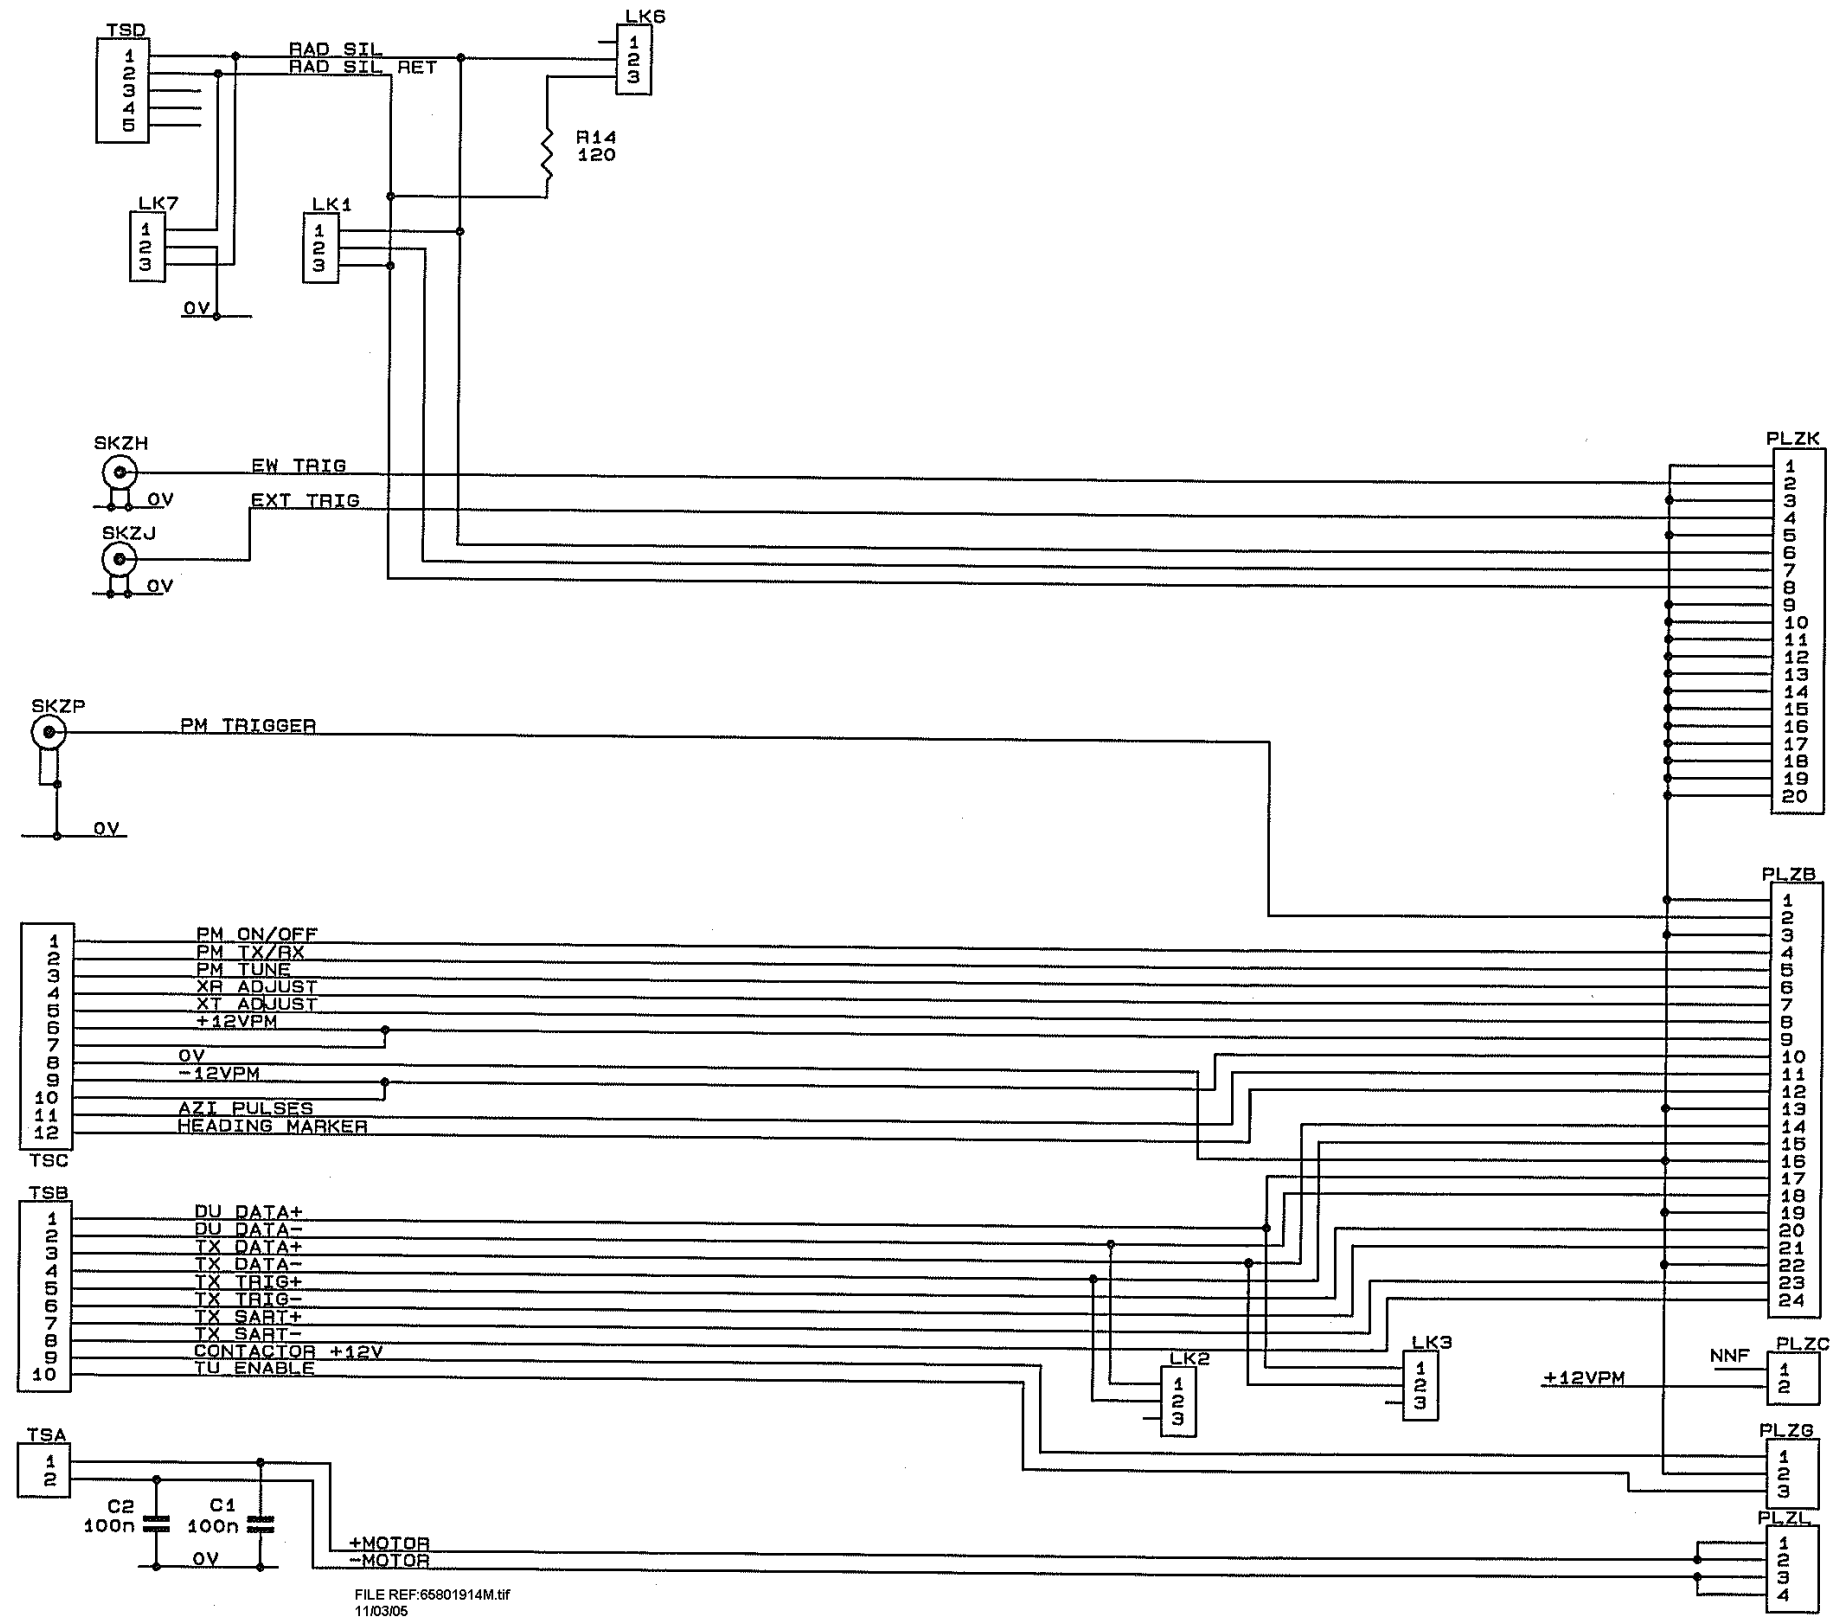 TSD
1
2
3
4
5
RAD SIL
RAD SIL RET
LK6
1
2
3
R14
120
LK7
1
2
3
0V
LK1
1
2
3
SKZH
EW TRIG
0V
EXT TRIG
SKZJ
0V
PLZK
1
2
3
4
5
6
7
8
9
10
11
12
13
14
15
16
17
18
19
20
SKZP
PM TRIGGER
0V
PLZB
1
2
3
4
5
6
7
8
9
10
11
12
13
14
15
16
17
18
19
20
21
22
23
24
1
2
3
4
5
6
7
8
9
10
11
12
TSC
PM ON/OFF
PM TX/RX
PM TUNE
XR ADJUST
XT ADJUST
+12VPM
0V
-12VPM
AZI PULSES
HEADING MARKER
TSB
1
2
3
4
5
6
7
8
9
10
DU DATA+
DU DATA-
TX DATA+
TX DATA-
TX TRIG+
TX TRIG-
TX SART+
TX SART-
CONTACTOR +12V
TU ENABLE
LK2
1
2
3
LK3
1
2
3
PLZC
NNF
+12VPM
1
2
PLZG
1
2
3
TSA
1
2
C2
100n
C1
100n
0V
+MOTOR
-MOTOR
PLZL
1
2
3
4
FILE REF:65801914M.tif
11/03/05